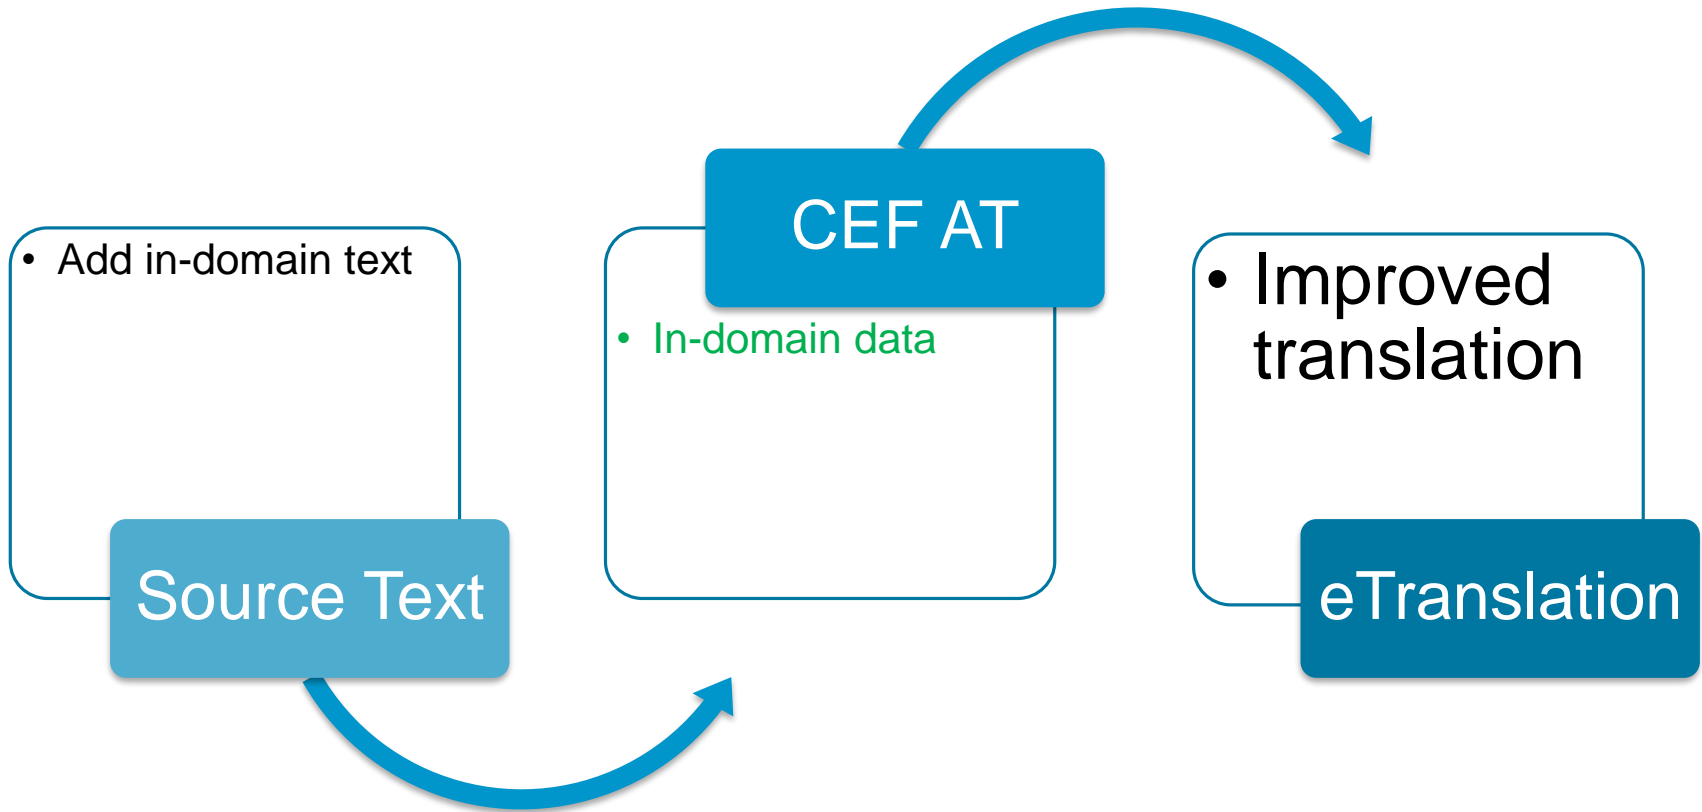 • Add in-domain text
Source Text
CEF AT
• In-domain data
• Improved
translation
eTranslation